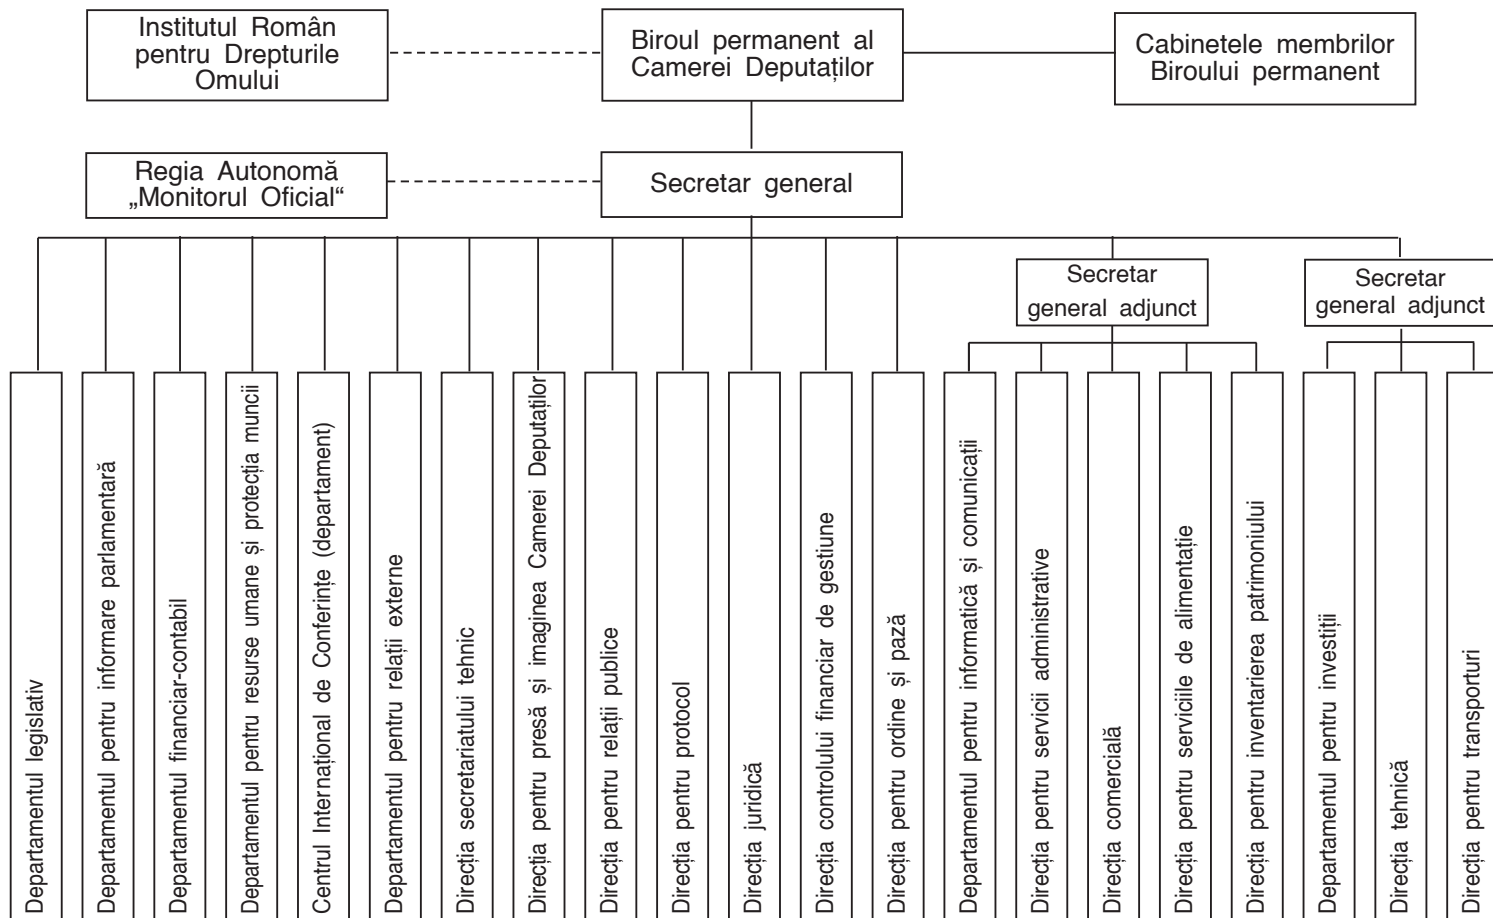 Institutul Român
pentru Drepturile
Omului
Biroul permanent al
Camerei Deputaților
Cabinetele membrilor
Biroului permanent
Regia Autonomă
„Monitorul Oficial“
Secretar general
Secretar
general adjunct
Secretar
general adjunct
Departamentul legislativ
Departamentul pentru informare parlamentară
Departamentul financiar-contabil
Departamentul pentru resurse umane și protecția muncii
Centrul Internațional de Conferințe (departament)
Departamentul pentru relații externe
Direcția secretariatului tehnic
Direcția pentru presă și imaginea Camerei Deputaților
Direcția pentru relații publice
Direcția pentru protocol
Direcția juridică
Direcția controlului financiar de gestiune
Direcția pentru ordine și pază
Departamentul pentru informatică și comunicații
Direcția pentru servicii administrative
Direcția comercială
Direcția pentru serviciile de alimentație
Direcția pentru inventarierea patrimoniului
Departamentul pentru investiții
Direcția tehnică
Direcția pentru transporturi